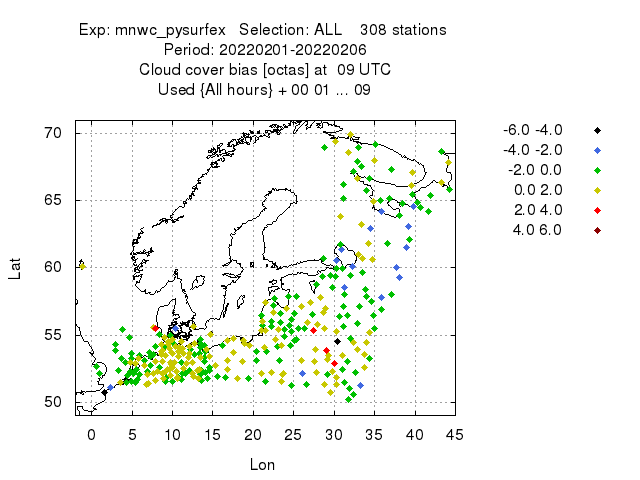 Exp: mnwc_pysurfex   Selection: ALL    308 stations
Period: 20220201-20220206
Cloud cover bias [octas] at  09 UTC
Used {All hours} + 00 01 ... 09
70
65
60
55
50
Lat
0 5 10 15 20 25 30 35 40 45
Lon
-6.0 -4.0
-4.0 -2.0
-2.0 0.0
0.0 2.0
2.0 4.0
4.0 6.0